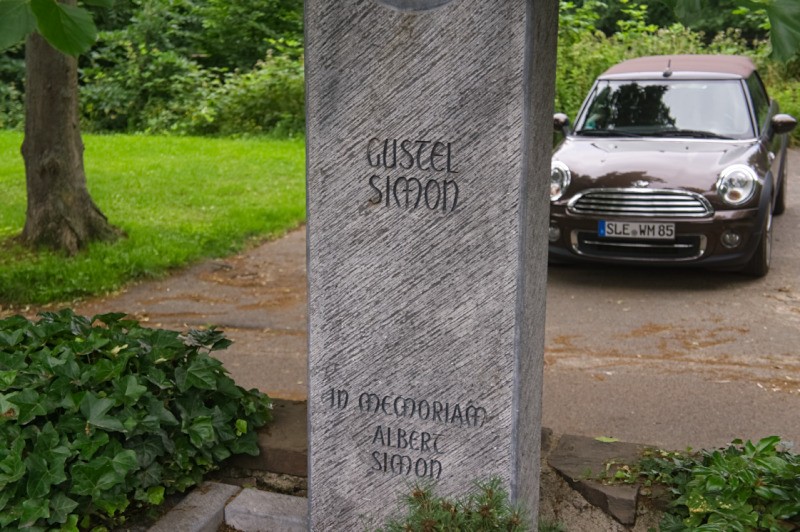 GUSTEL
SIMON
IN MEMORIAM
ALBERT
SIMON
SLE WM 85